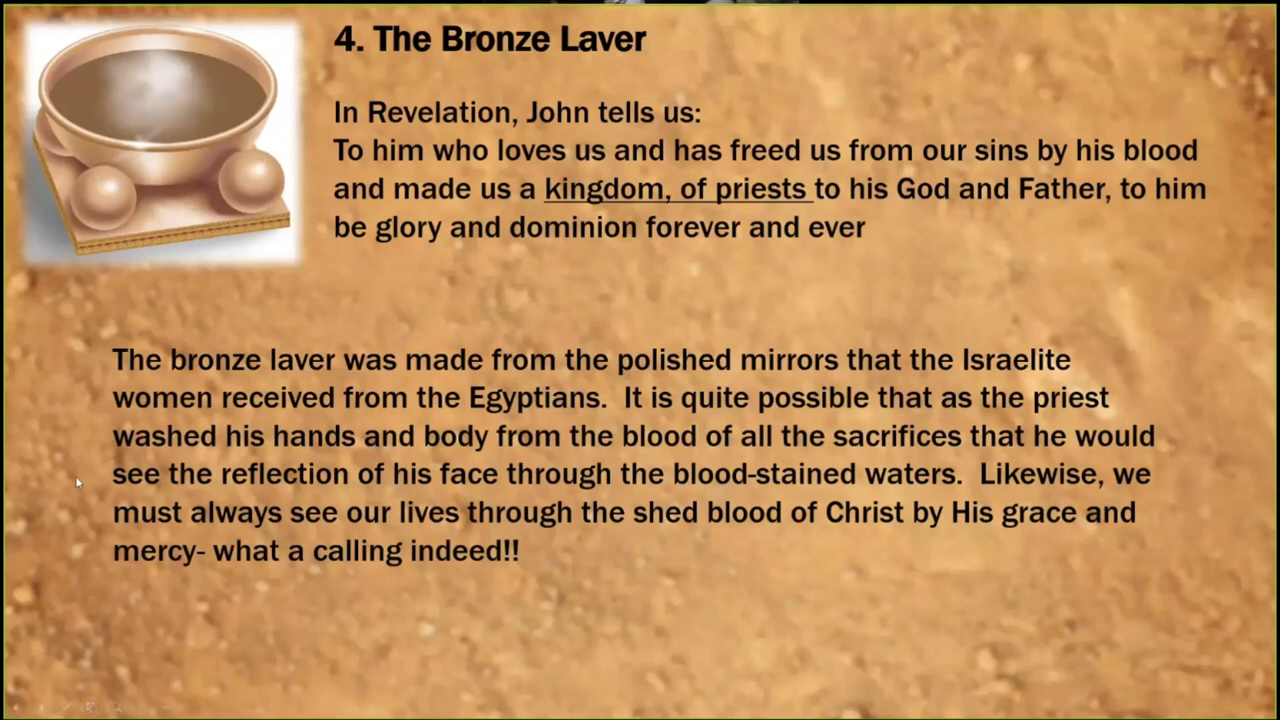 4. The Bronze Laver
In Revelation, John tells us:
To him who loves us and has freed us from our sins by his blood
and made us a kingdom, of priests to his God and Father, to him
be glory and dominion forever and ever
The bronze laver was made from the polished mirrors that the Israelite
women received from the Egyptians.  It is quite possible that as the priest
washed his hands and body from the blood of all the sacrifices that he would
see the reflection of his face through the blood-stained waters.  Likewise, we
must always see our lives through the shed blood of Christ by His grace and
mercy- what a calling indeed!!